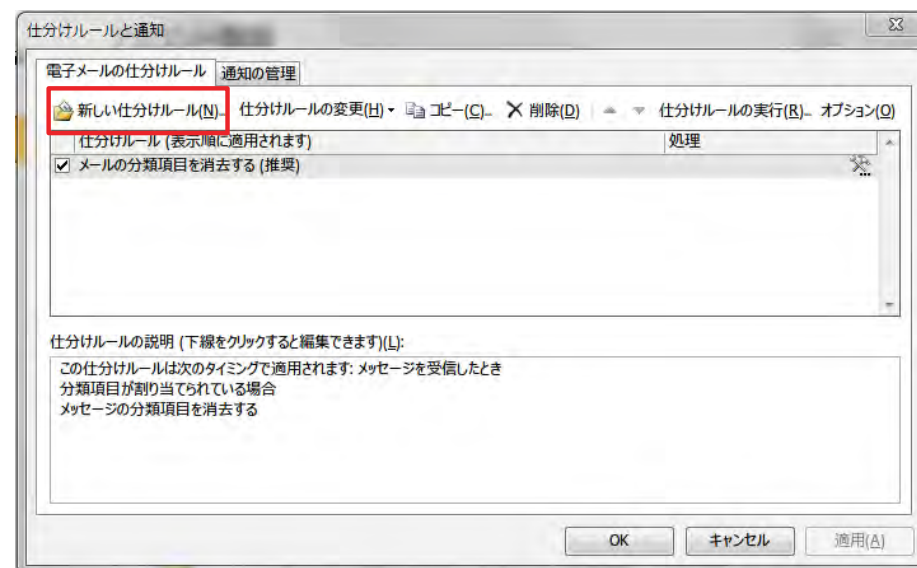 仕分けルールと通知
電子メールの仕分けルール 通知の管理
新しい仕分けルール(N)... 仕分けルールの変更(H) コピー(C)... 削除(D) 仕分けルールの実行(R)... オプション(O)
仕分けルール (表示順に適用されます) 処理
メールの分類項目を消去する (推奨)
仕分けルールの説明 (下線をクリックすると編集できます)(L):
この仕分けルールは次のタイミングで適用されます: メッセージを受信したとき
分類項目が割り当てられている場合
メッセージの分類項目を消去する
OK キャンセル 適用(A)